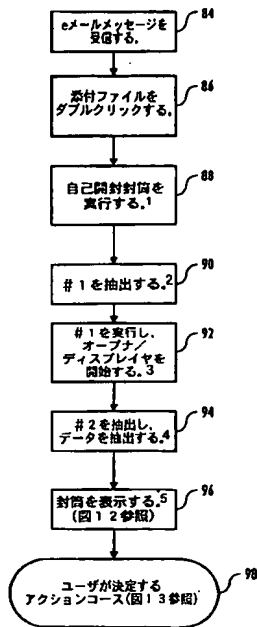 eメールメッセージを
受信する。
84
添付ファイルを
ダブルクリックする。
86
自己開封封筒を
実行する。1
88
#1を抽出する。2
90
#1を実行し、
オープナ/
ディスプレイヤを
開始する。3
92
#2を抽出し、
データを抽出する。4
94
封筒を表示する。5
(図12参照)
96
ユーザが決定する
アクションコース(図13参照)
98